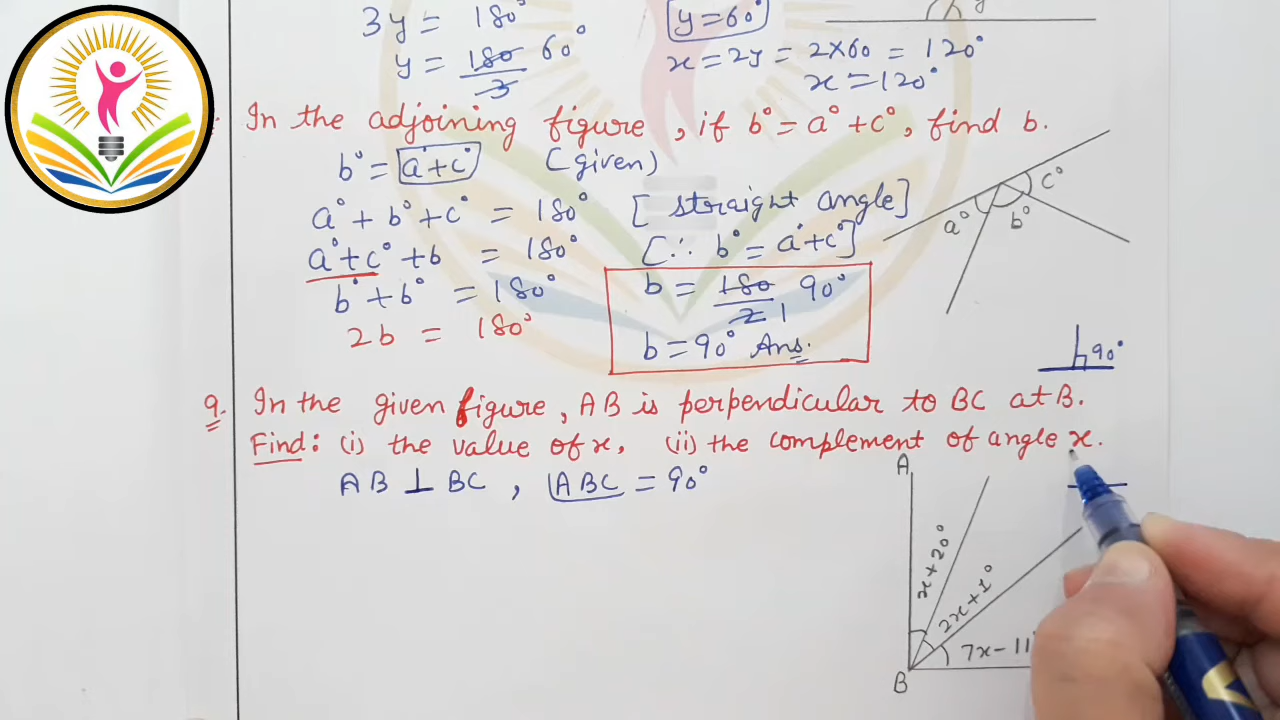 3y = 180°
y = 180/3 60°
y = 60°
x = 2y = 2×60 = 120°
x = 120°
y
In the adjoining figure, if b° = a° + c°, find b.
b° = a° + c° (given)
a° + b° + c° = 180° [straight angle]
a° + c° + b = 180° [∴ b° = a° + c°]
b° + b° = 180°
2b = 180°
b = 180/2 90°
1
b = 90° Ans.
a°
b°
c°
90°
9. In the given figure, AB is perpendicular to BC at B.
Find: (i) the value of x, (ii) the complement of angle x.
AB ⊥ BC, ∠ABC = 90°
A
x + 20°
2x + 1°
7x - 11
B